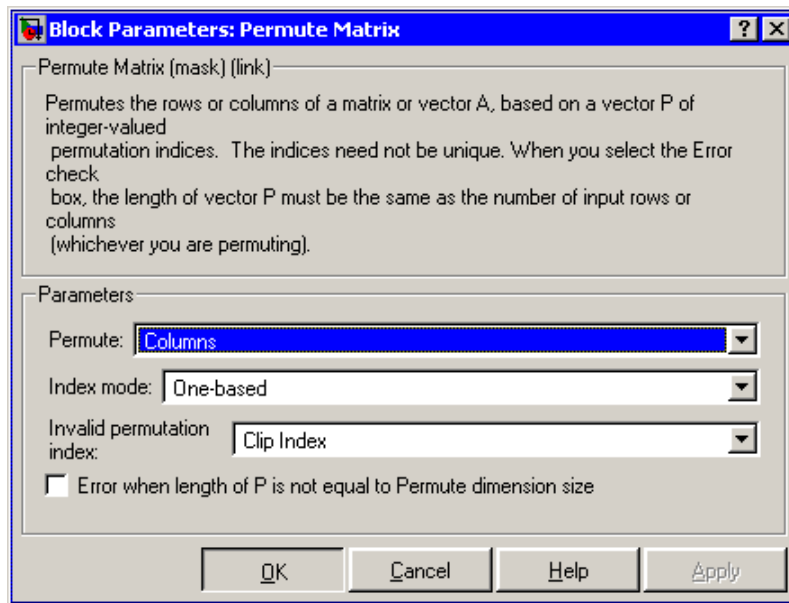 Block Parameters: Permute Matrix
Permute Matrix (mask) (link)
Permutes the rows or columns of a matrix or vector A, based on a vector P of
integer-valued
permutation indices. The indices need not be unique. When you select the Error
check
box, the length of vector P must be the same as the number of input rows or
columns
(whichever you are permuting).
Parameters
Permute: Columns
Index mode: One-based
Invalid permutation
index: Clip Index
Error when length of P is not equal to Permute dimension size
OK Cancel Help Apply